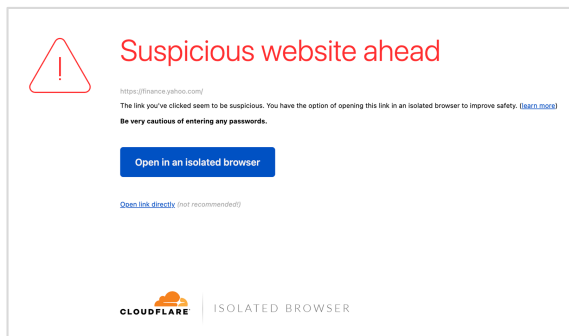 Suspicious website ahead
https://finance.yahoo.com/
The link you've clicked seem to be suspicious. You have the option of opening this link in an isolated browser to improve safety. (learn more)
Be very cautious of entering any passwords.
Open in an isolated browser
Open link directly (not recommended!)
CLOUDFLARE ISOLATED BROWSER